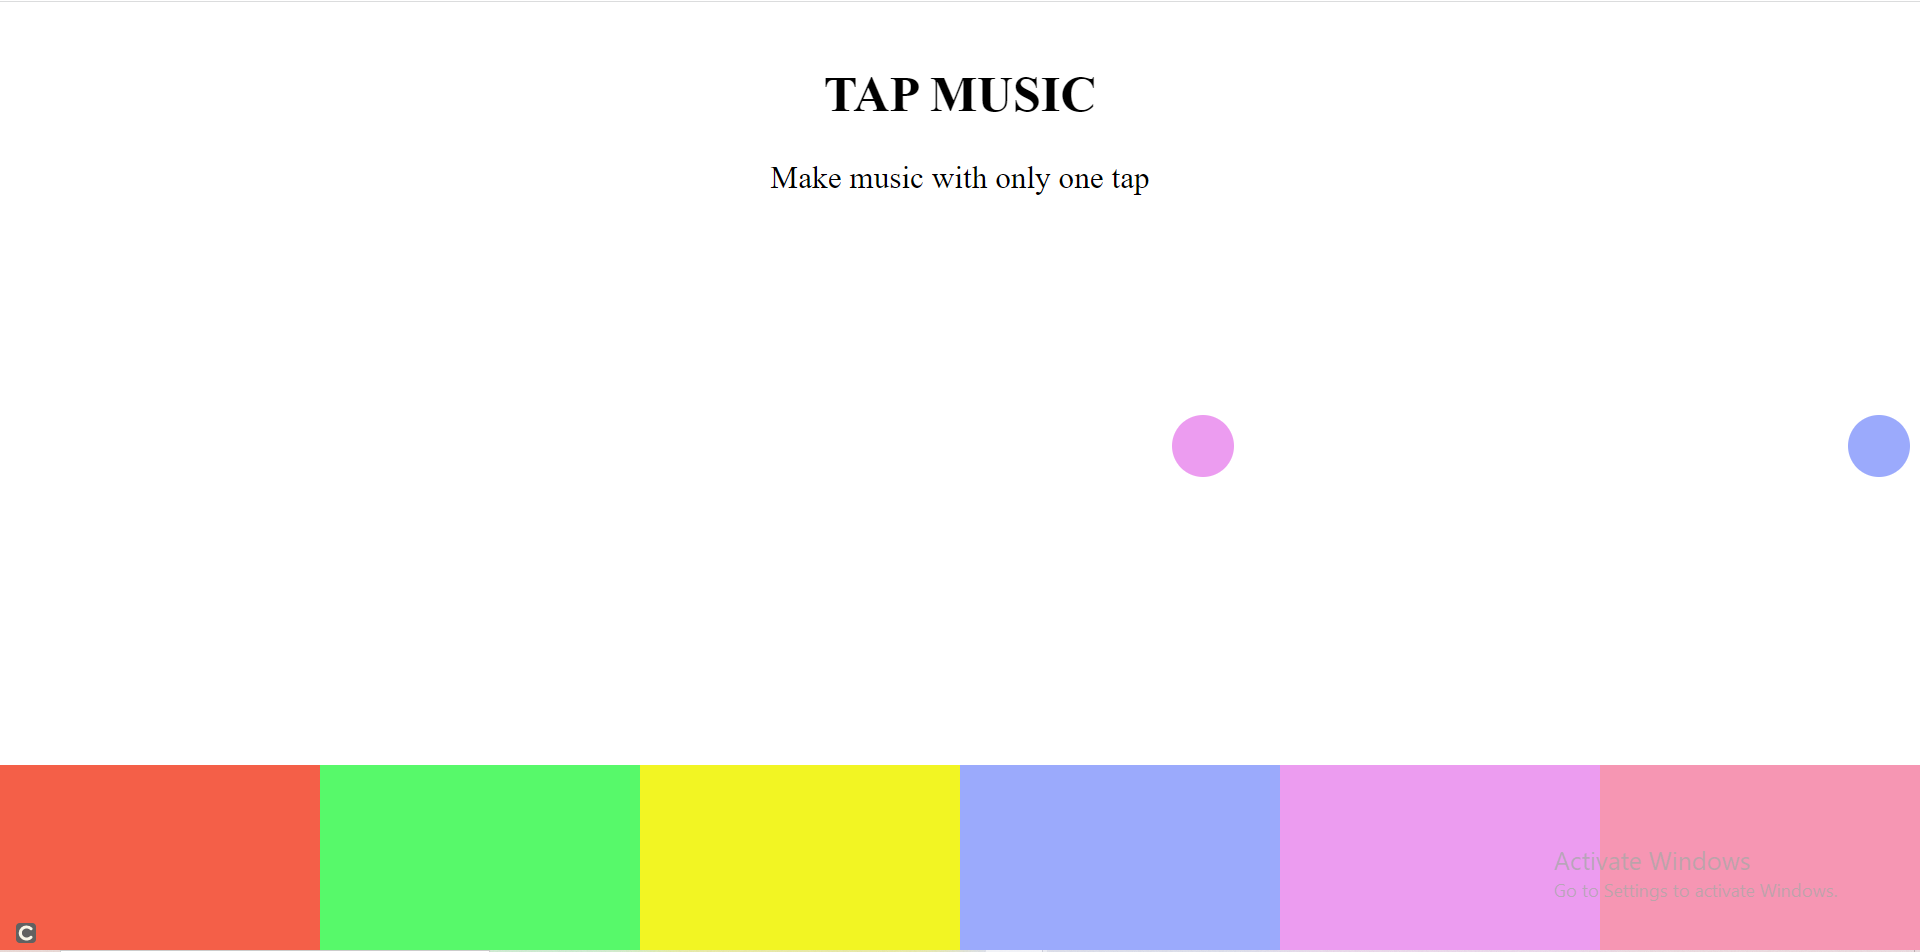 TAP MUSIC
Make music with only one tap
Activate Windows
Go to Settings to activate Windows.
C